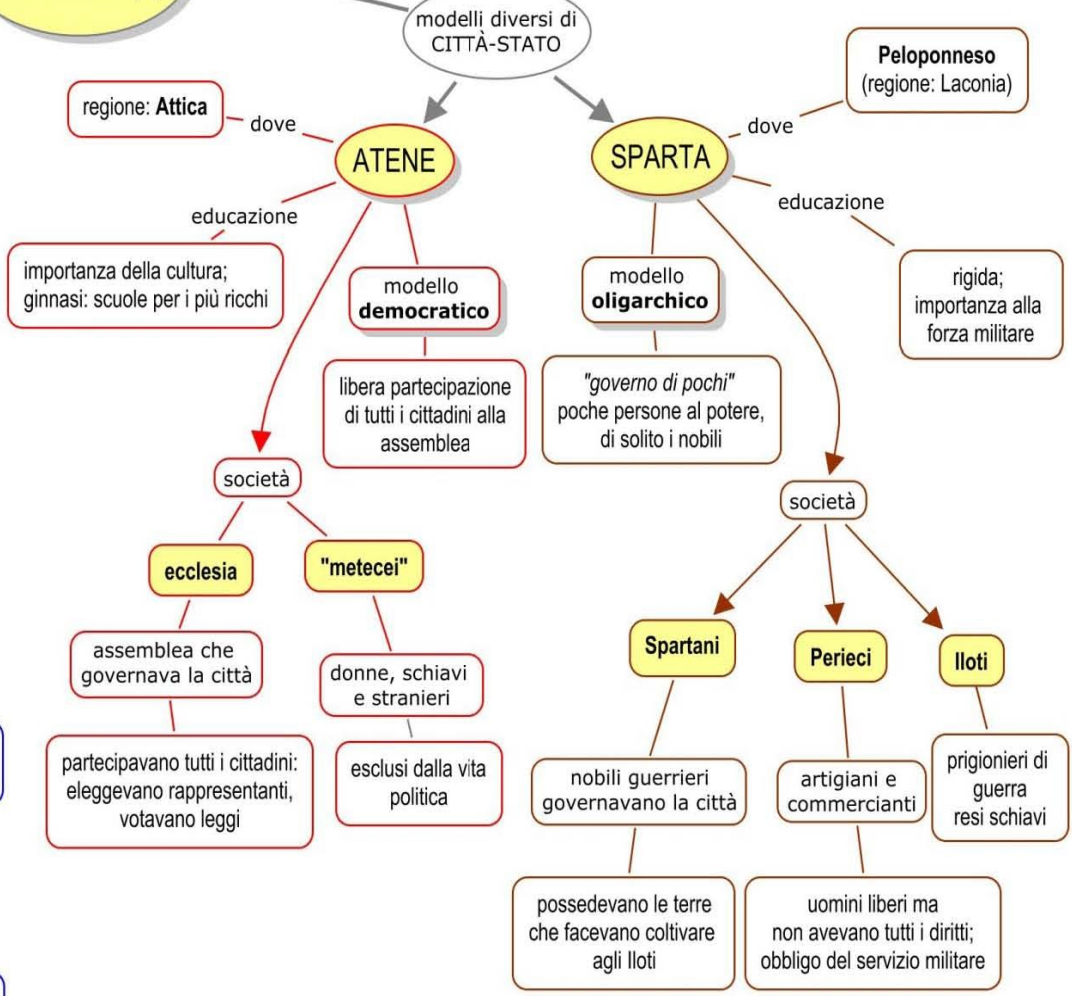 modelli diversi di
CITTÀ-STATO
regione: Attica
dove
ATENE
educazione
importanza della cultura;
ginnasi: scuole per i più ricchi
modello
democratico
libera partecipazione
di tutti i cittadini alla
assemblea
società
ecclesia
assemblea che
governava la città
partecipavano tutti i cittadini:
eleggevano rappresentanti,
votavano leggi
"metecei"
donne, schiavi
e stranieri
esclusi dalla vita
politica
SPARTA
dove
Peloponneso
(regione: Laconia)
educazione
rigida;
importanza alla
forza militare
modello
oligarchico
"governo di pochi"
poche persone al potere,
di solito i nobili
società
Spartani
nobili guerrieri
governavano la città
possedevano le terre
che facevano coltivare
agli Iloti
Perieci
artigiani e
commercianti
uomini liberi ma
non avevano tutti i diritti;
obbligo del servizio militare
Iloti
prigionieri di
guerra
resi schiavi